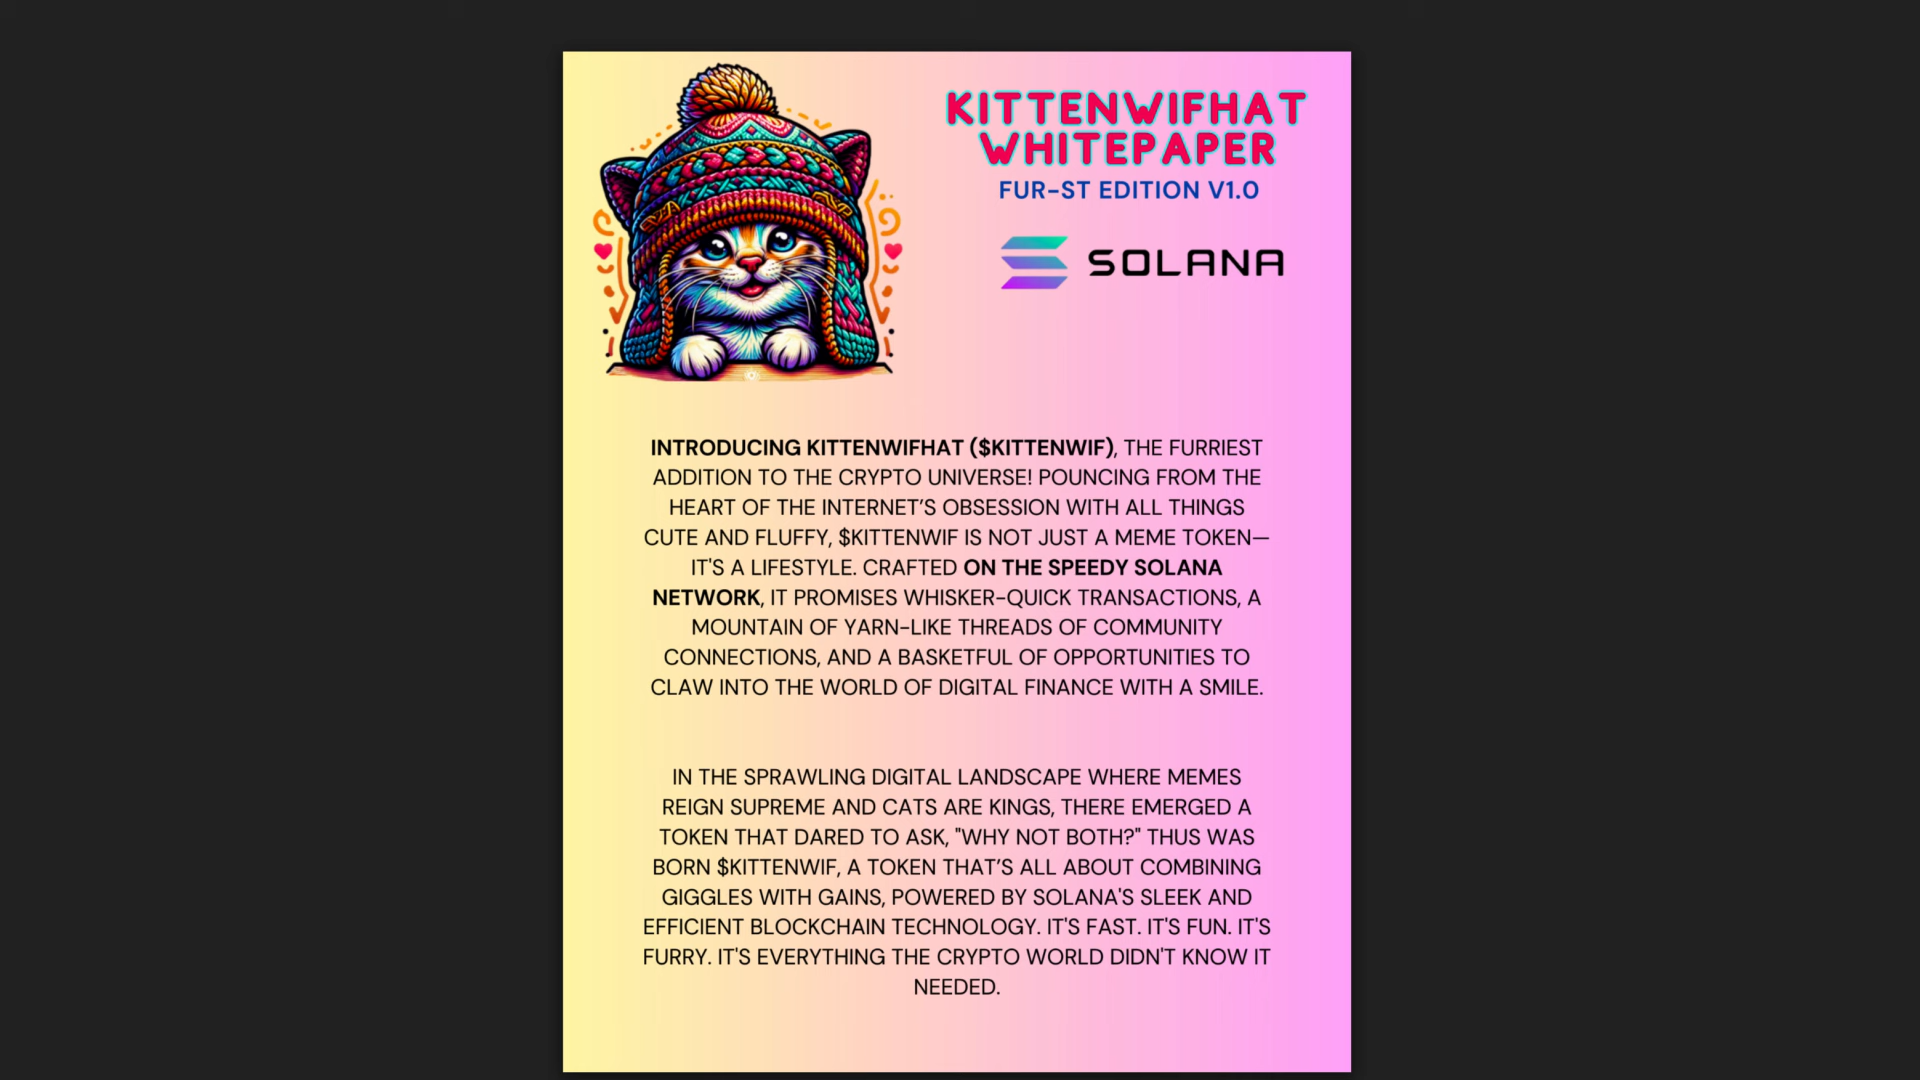 KITTENWIFHAT
WHITEPAPER
FUR-ST EDITION V1.0
SOLANA
INTRODUCING KITTENWIFHAT ($KITTENWIF), THE FURRIEST
ADDITION TO THE CRYPTO UNIVERSE! POUNCING FROM THE
HEART OF THE INTERNET’S OBSESSION WITH ALL THINGS
CUTE AND FLUFFY, $KITTENWIF IS NOT JUST A MEME TOKEN—
IT'S A LIFESTYLE. CRAFTED ON THE SPEEDY SOLANA
NETWORK, IT PROMISES WHISKER-QUICK TRANSACTIONS, A
MOUNTAIN OF YARN-LIKE THREADS OF COMMUNITY
CONNECTIONS, AND A BASKETFUL OF OPPORTUNITIES TO
CLAW INTO THE WORLD OF DIGITAL FINANCE WITH A SMILE.
IN THE SPRAWLING DIGITAL LANDSCAPE WHERE MEMES
REIGN SUPREME AND CATS ARE KINGS, THERE EMERGED A
TOKEN THAT DARED TO ASK, "WHY NOT BOTH?" THUS WAS
BORN $KITTENWIF, A TOKEN THAT’S ALL ABOUT COMBINING
GIGGLES WITH GAINS, POWERED BY SOLANA'S SLEEK AND
EFFICIENT BLOCKCHAIN TECHNOLOGY. IT'S FAST. IT'S FUN. IT'S
FURRY. IT'S EVERYTHING THE CRYPTO WORLD DIDN'T KNOW IT
NEEDED.